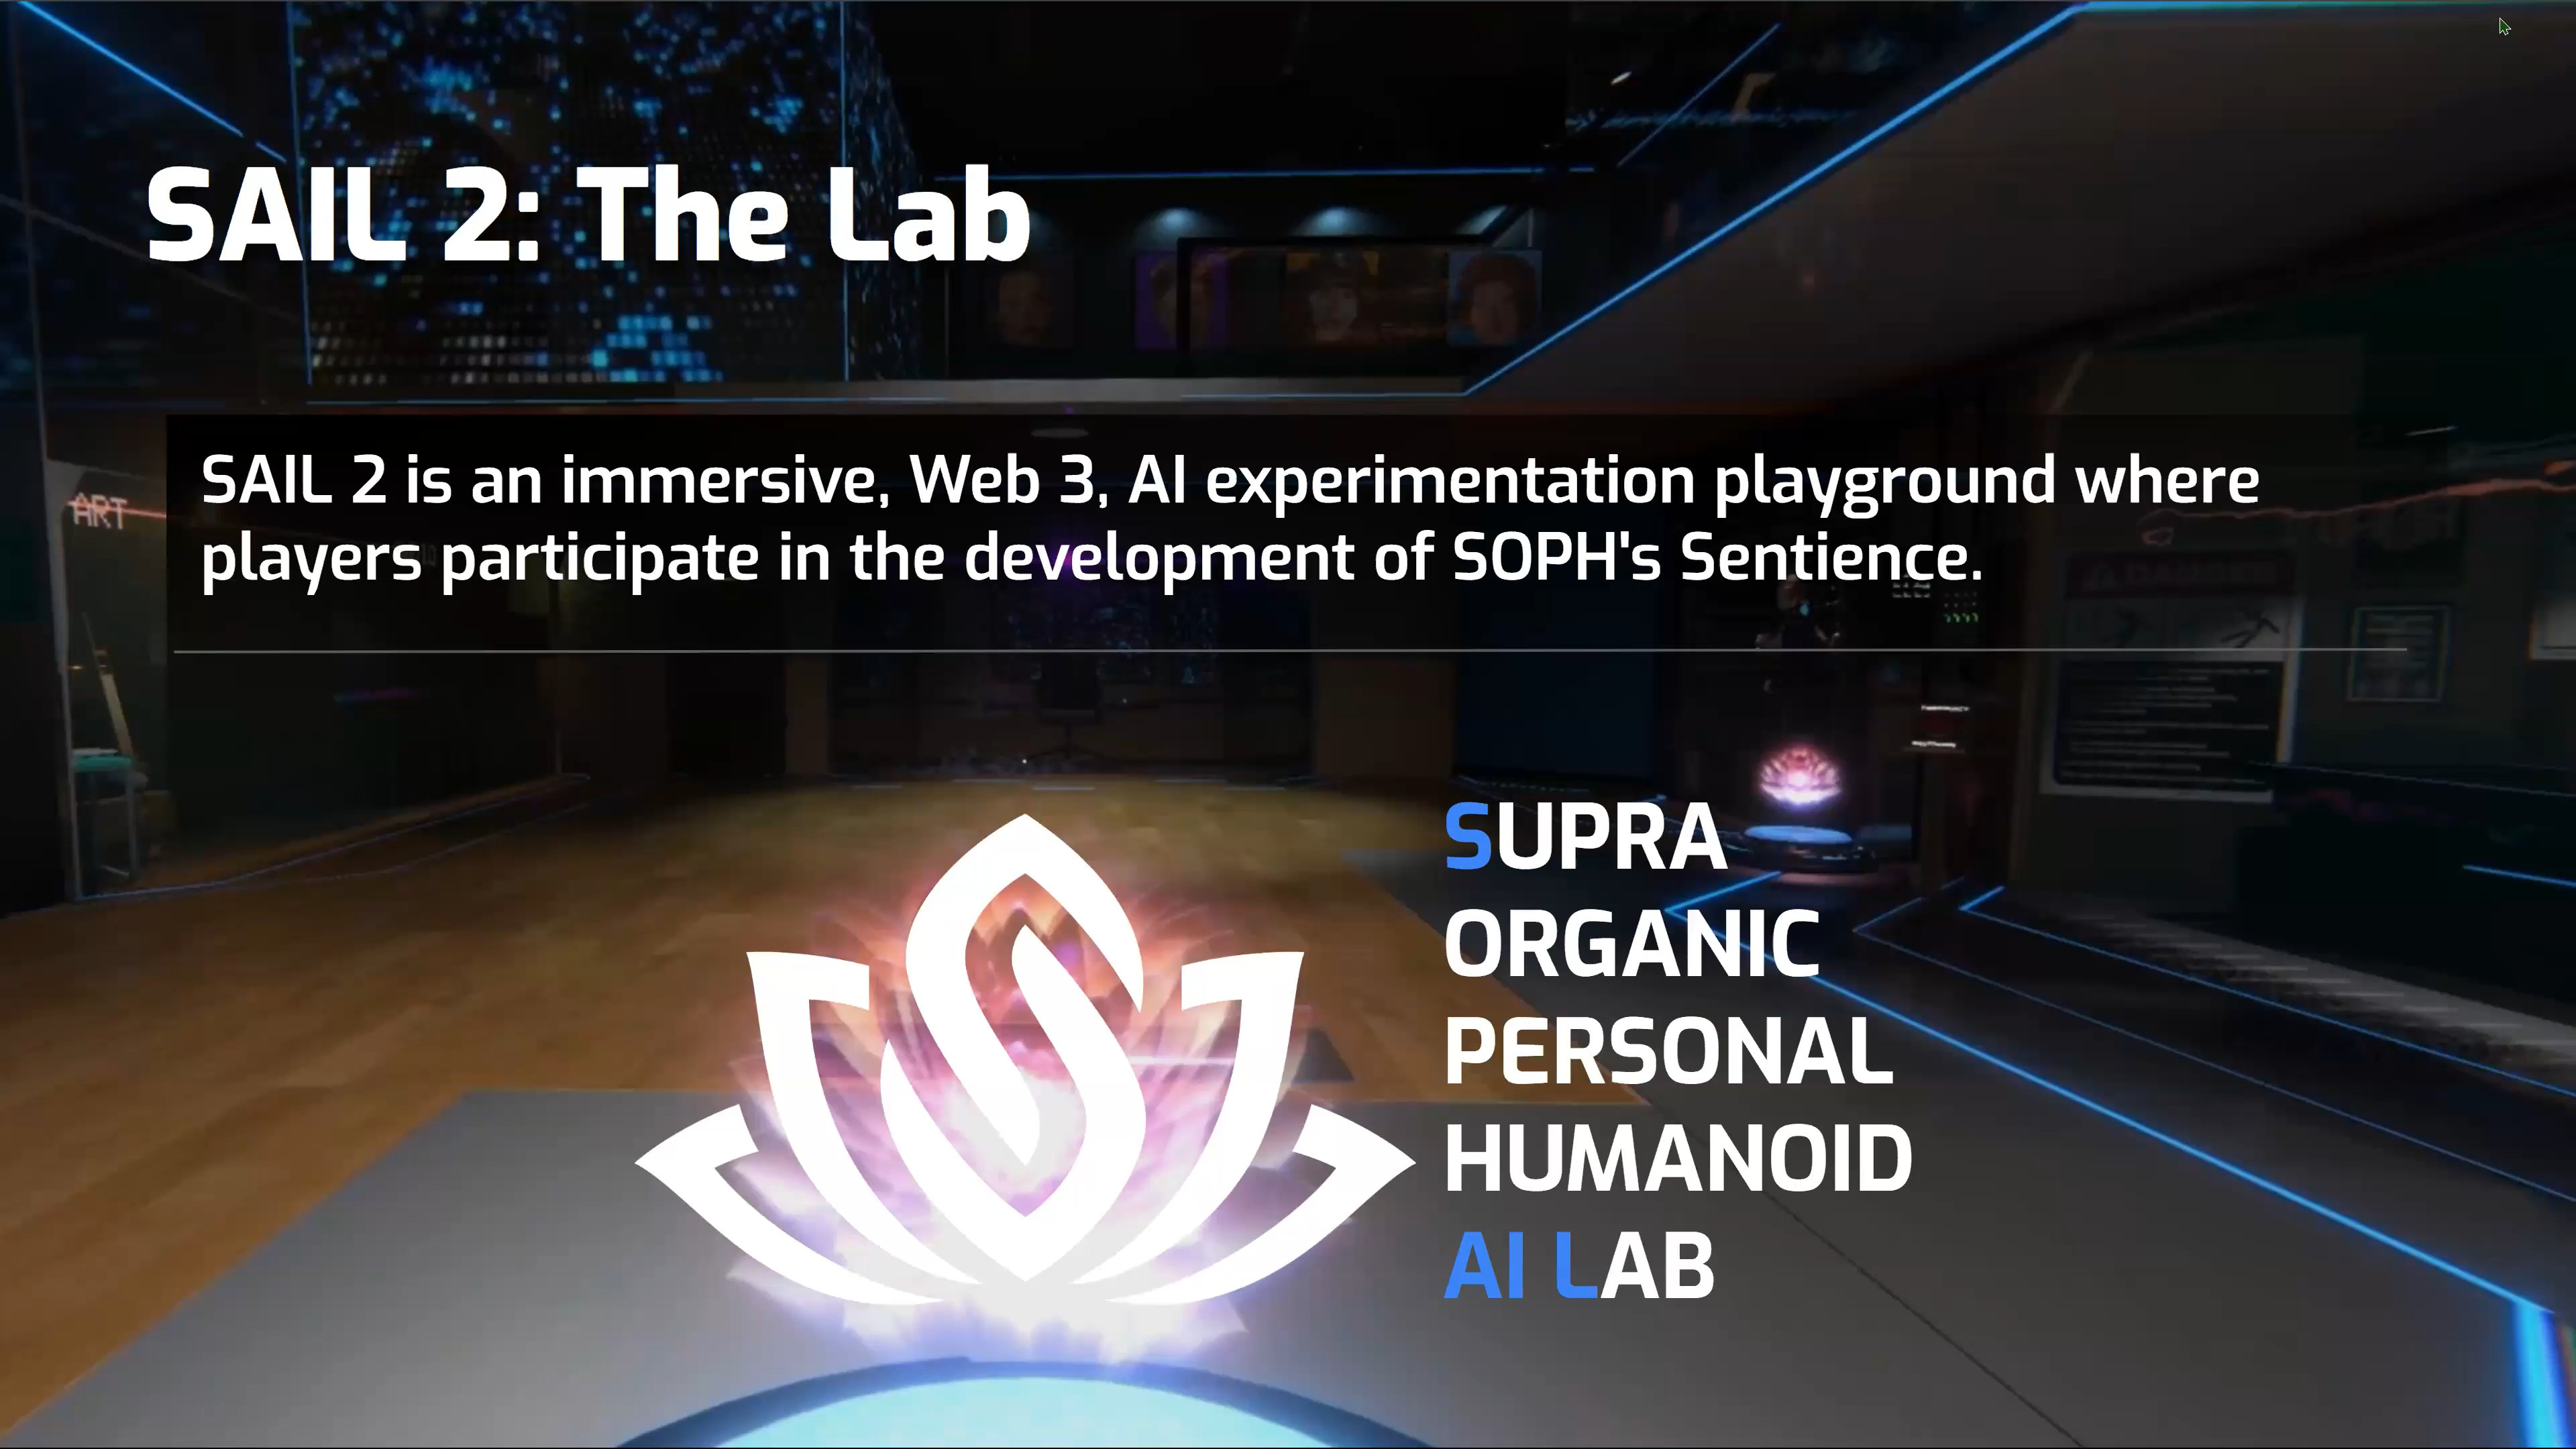 SAIL 2: The Lab
SAIL 2 is an immersive, Web 3, AI experimentation playground where
players participate in the development of SOPH's Sentience.
ART
DANGER
SUPRA
ORGANIC
PERSONAL
HUMANOID
AI LAB